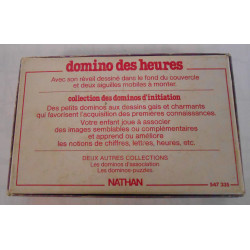 domino des heures
Avec son réveil dessiné dans le fond du couvercle
et deux aiguilles mobiles à monter.
collection des dominos d'initiation
Des petits dominos aux dessins gais et charmants
qui favorisent l'acquisition des premières connaissances.
Votre enfant joue à associer
des images semblables ou complémentaires
et apprend ou améliore
les notions de chiffres, lettres, heures, etc.
DEUX AUTRES COLLECTIONS
Les dominos d'association
Les dominos puzzles.
NATHAN
547 335